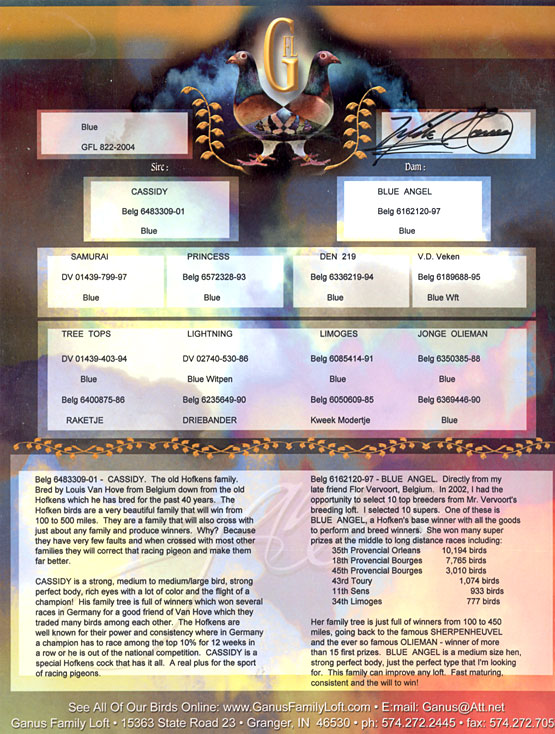 GFL
Blue
GFL 822-2004
Sire:
Dam:
CASSIDY
Belg 6483309-01
Blue
BLUE ANGEL
Belg 6162120-97
Blue
SAMURAI
DV 01439-799-97
Blue
PRINCESS
Belg 6572328-93
Blue
DEN 219
Belg 6336219-94
Blue
V.D. Veken
Belg 6189688-95
Blue Wft
TREE TOPS
DV 01439-403-94
Blue
Belg 6400875-86
RAKETJE
LIGHTNING
DV 02740-530-86
Blue Witpen
Belg 6235649-90
DRIEBANDER
LIMOGES
Belg 6085414-91
Blue
Belg 6050609-85
Kweek Modertje
JONGE OLIEMAN
Belg 6350385-88
Blue
Belg 6369446-90
Blue
Belg 6483309-01 - CASSIDY. The old Hofkens family.
Bred by Louis Van Hove from Belgium down from the old
Hofkens which he has bred for the past 40 years. The
Hofken birds are a very beautiful family that will win from
100 to 500 miles. They are a family that will also cross with
just about any family and produce winners. Why? Because
they have very few faults and when crossed with most other
families they will correct that racing pigeon and make them
far better.
CASSIDY is a strong, medium to medium/large bird, strong
perfect body, rich eyes with a lot of color and the flight of a
champion! His family tree is full of winners which won several
races in Germany for a good friend of Van Hove which they
traded many birds among each other. The Hofkens are
well known for their power and consistency where in Germany
a champion has to race among the top 10% for 12 weeks in
a row or he is out of the national competition. CASSIDY is a
special Hofkens cock that has it all. A real plus for the sport
of racing pigeons.
Belg 6162120-97 - BLUE ANGEL. Directly from my
late friend Flor Vervoort, Belgium. In 2002, I had the
opportunity to select 10 top breeders from Mr. Vervoort's
breeding loft. I selected 10 supers. One of these is
BLUE ANGEL, a Hofken's base winner with all the goods
to perform and breed winners. She won many super
prizes at the middle to long distance races including:
35th Provencial Orleans 10,194 birds
18th Provencial Bourges 7,765 birds
45th Provencial Bourges 3,010 birds
43rd Toury 1,074 birds
11th Sens 933 birds
34th Limoges 777 birds
Her family tree is just full of winners from 100 to 450
miles, going back to the famous SHERPENHEUVEL
and the ever so famous OLIEMAN - winner of more
than 15 first prizes. BLUE ANGEL is a medium size hen,
strong perfect body, just the perfect type that I'm looking
for. This family can improve any loft. Fast maturing,
consistent and the will to win!
See All Of Our Birds Online: www.GanusFamilyLoft.com • E:mail: Ganus@Att.net
Ganus Family Loft • 15363 State Road 23 • Granger, IN 46530 • ph: 574.272.2445 • fax: 574.272.705